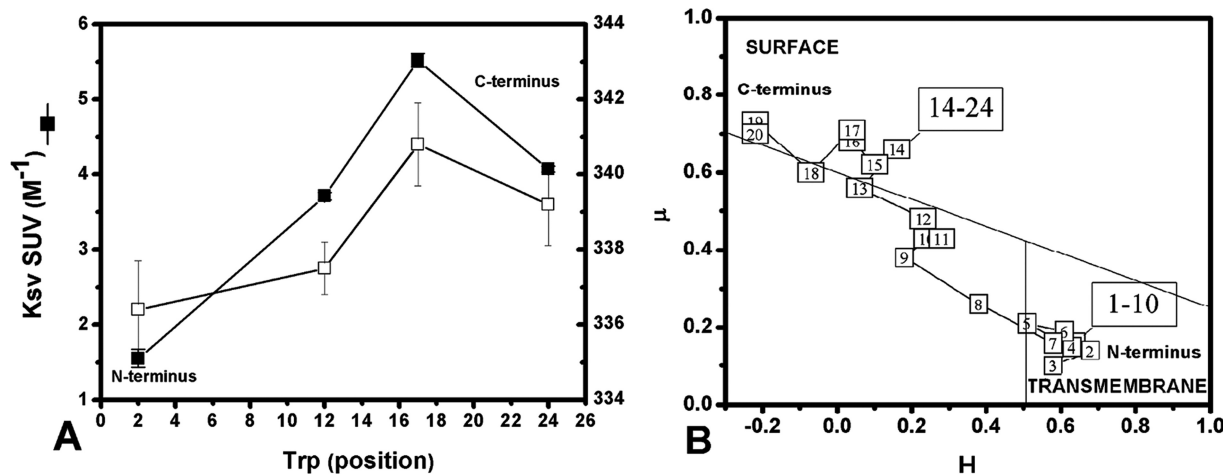 6
5
4
3
2
1
Ksv SUV (M⁻¹)
344
342
340
338
336
334
C-terminus
N-terminus
0 2 4 6 8 10 12 14 16 18 20 22 24 26
Trp (position)
A
1.0
0.8
0.6
0.4
0.2
0.0
μ
SURFACE
C-terminus
14-24
19
20
17
16
14
15
18
13
12
10
11
9
8
1-10
5
6
7
4
2
3
N-terminus
TRANSMEMBRANE
-0.2 0.0 0.2 0.4 0.6 0.8 1.0
H
B